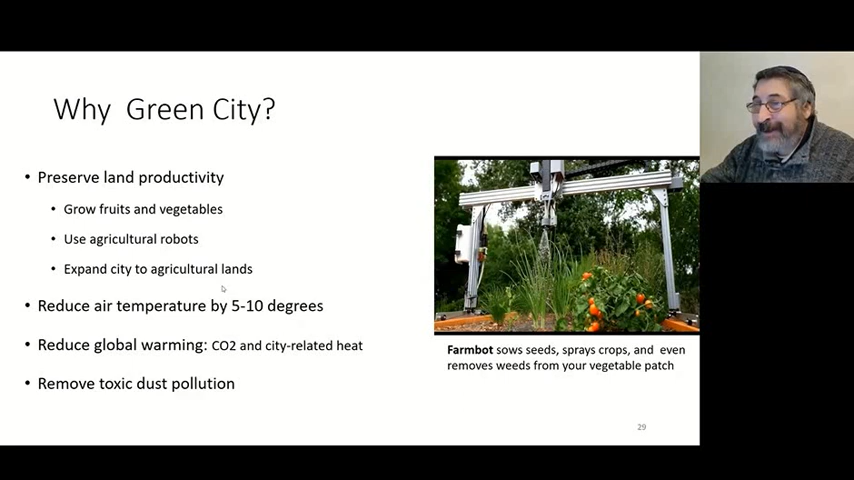 Why Green City?
• Preserve land productivity
• Grow fruits and vegetables
• Use agricultural robots
• Expand city to agricultural lands
• Reduce air temperature by 5-10 degrees
• Reduce global warming: CO2 and city-related heat
• Remove toxic dust pollution
Farmbot sows seeds, sprays crops, and even
removes weeds from your vegetable patch
29